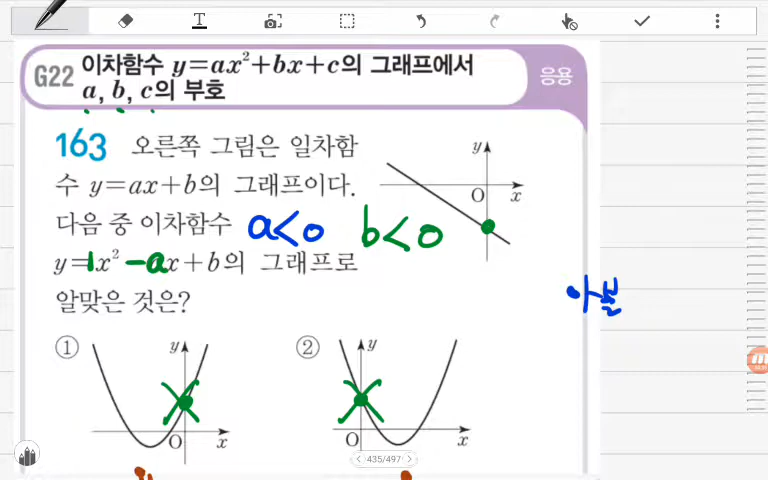 G22 이차함수 y=ax²+bx+c의 그래프에서
a, b, c의 부호
응용
163 오른쪽 그림은 일차함
수 y=ax+b의 그래프이다.
다음 중 이차함수 a<0 b<0
y=1x² -ax+b의 그래프로
알맞은 것은?
y
O
x
아볼
① y
O x
② y
O x
435/497